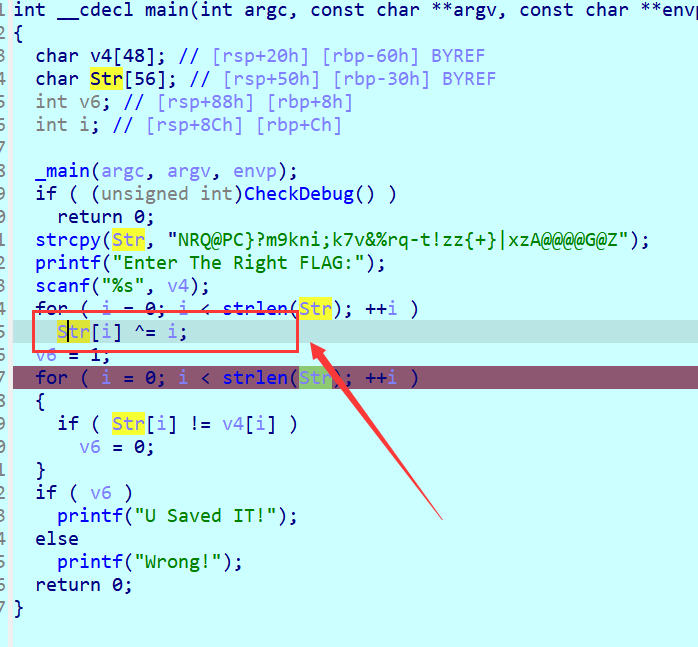 int __cdecl main(int argc, const char **argv, const char **env
{
char v4[48]; // [rsp+20h] [rbp-60h] BYREF
char Str[56]; // [rsp+50h] [rbp-30h] BYREF
int v6; // [rsp+88h] [rbp+8h]
int i; // [rsp+8Ch] [rbp+Ch]
_main(argc, argv, envp);
if ( (unsigned int)CheckDebug() )
return 0;
strcpy(Str, "NRQ@PC}?m9kni;k7v&%rq-t!zz{+}|xzA@@@@G@Z");
printf("Enter The Right FLAG:");
scanf("%s", v4);
for ( i = 0; i < strlen(Str); ++i )
Str[i] ^= i;
v6 = 1;
for ( i = 0; i < strlen(Str); ++i )
{
if ( Str[i] != v4[i] )
v6 = 0;
}
if ( v6 )
printf("U Saved IT!");
else
printf("Wrong!");
return 0;
}